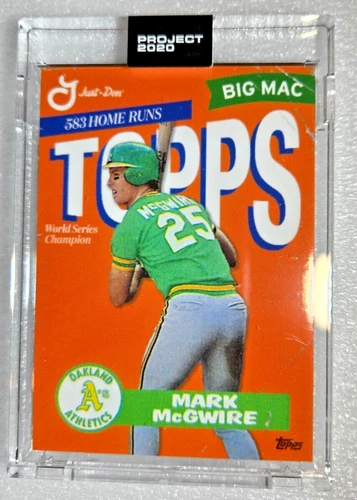 PROJECT
2020
J
Just-Don
BIG MAC
583 HOME RUNS
TOPPS
World Series
Champion
McGWIRE
25
OAKLAND
A's
ATHLETICS
MARK
McGWIRE
Topps